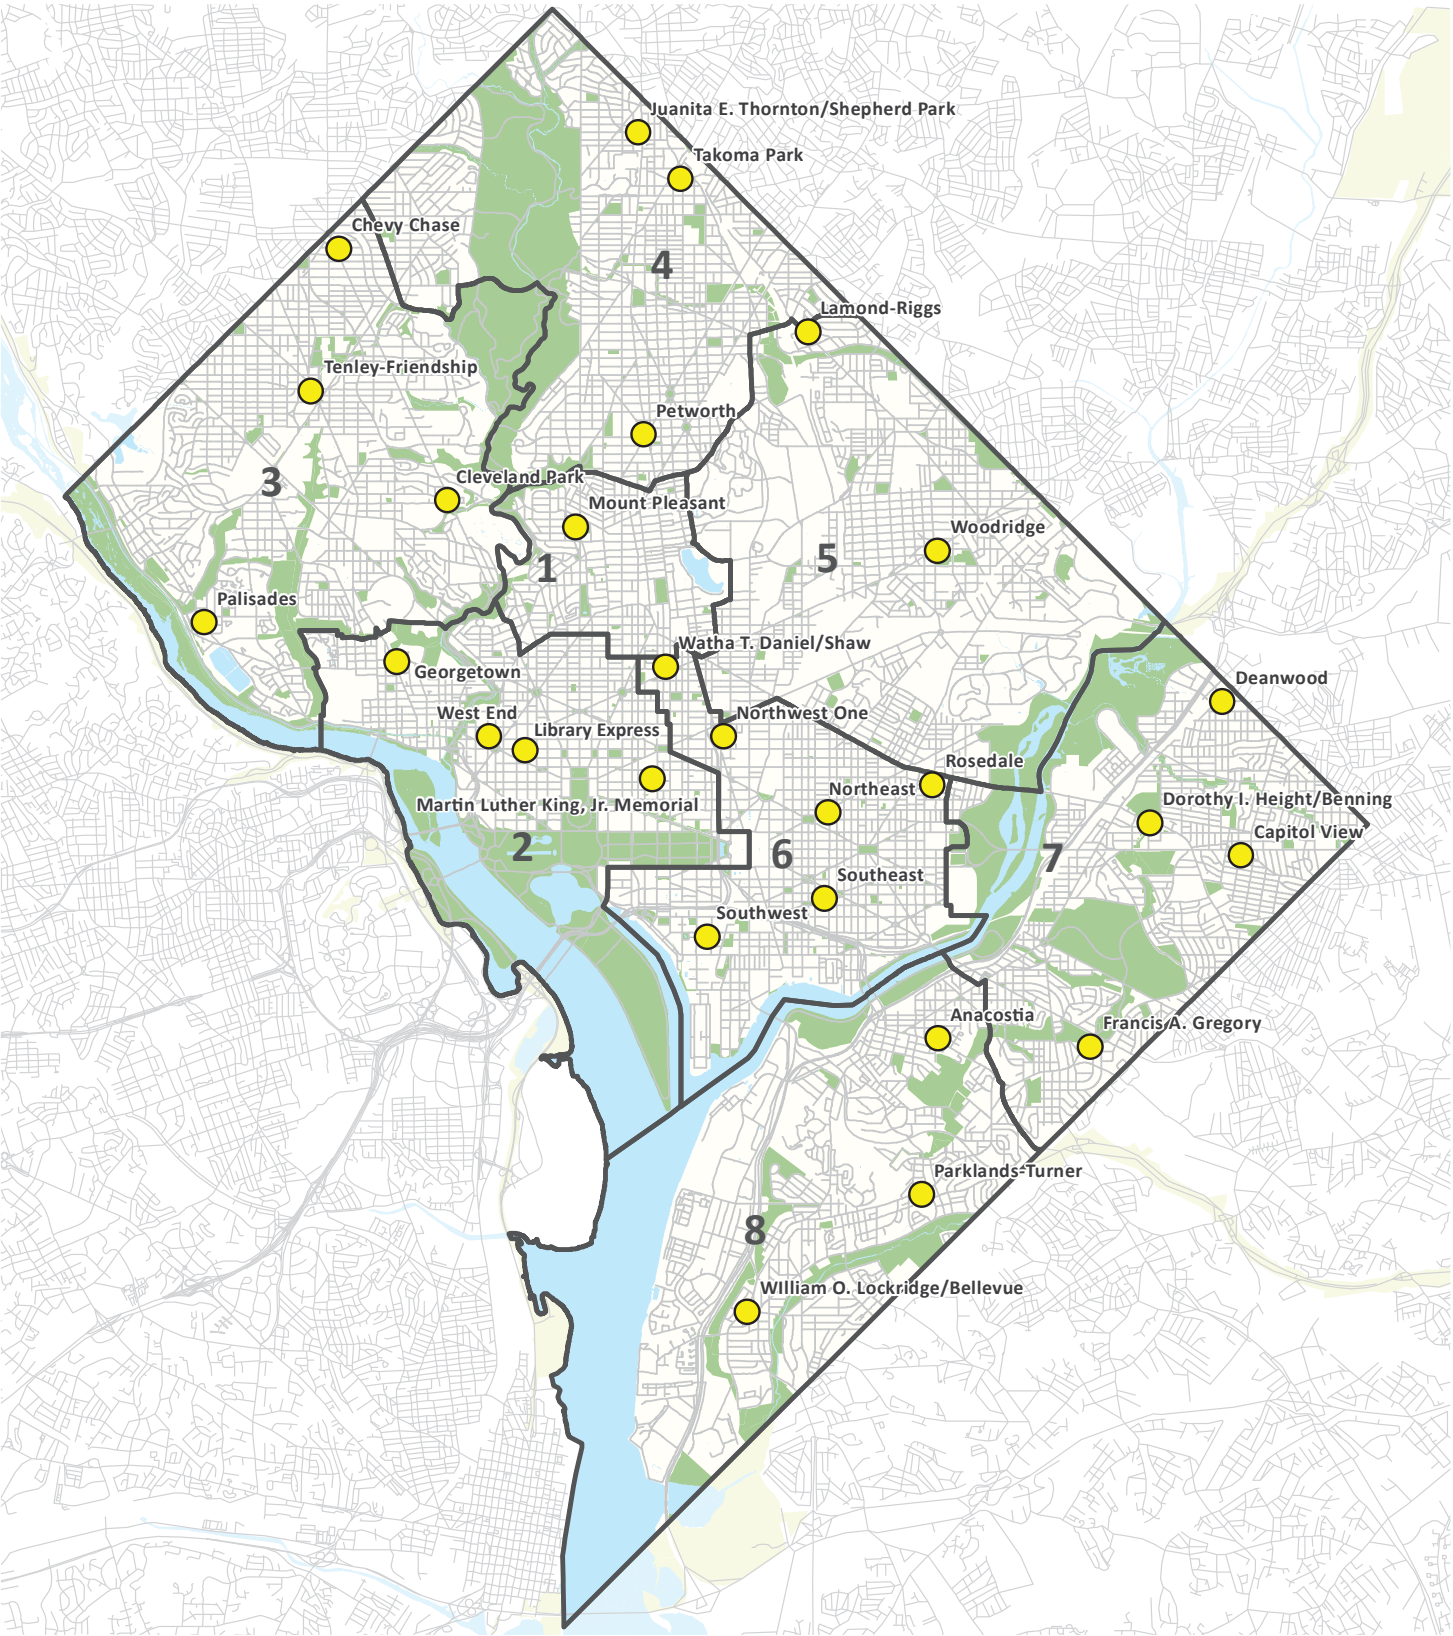 Juanita E. Thornton/Shepherd Park
Takoma Park
Chevy Chase
4
Lamond-Riggs
Tenley-Friendship
Petworth
3
Cleveland Park
Mount Pleasant
Woodridge
5
1
Palisades
Watha T. Daniel/Shaw
Georgetown
Deanwood
West End
Northwest One
Library Express
Rosedale
Northeast
Dorothy I. Height/Benning
Martin Luther King, Jr. Memorial
Capitol View
2
6
7
Southeast
Southwest
Anacostia
Francis A. Gregory
Parklands-Turner
8
WIlliam O. Lockridge/Bellevue